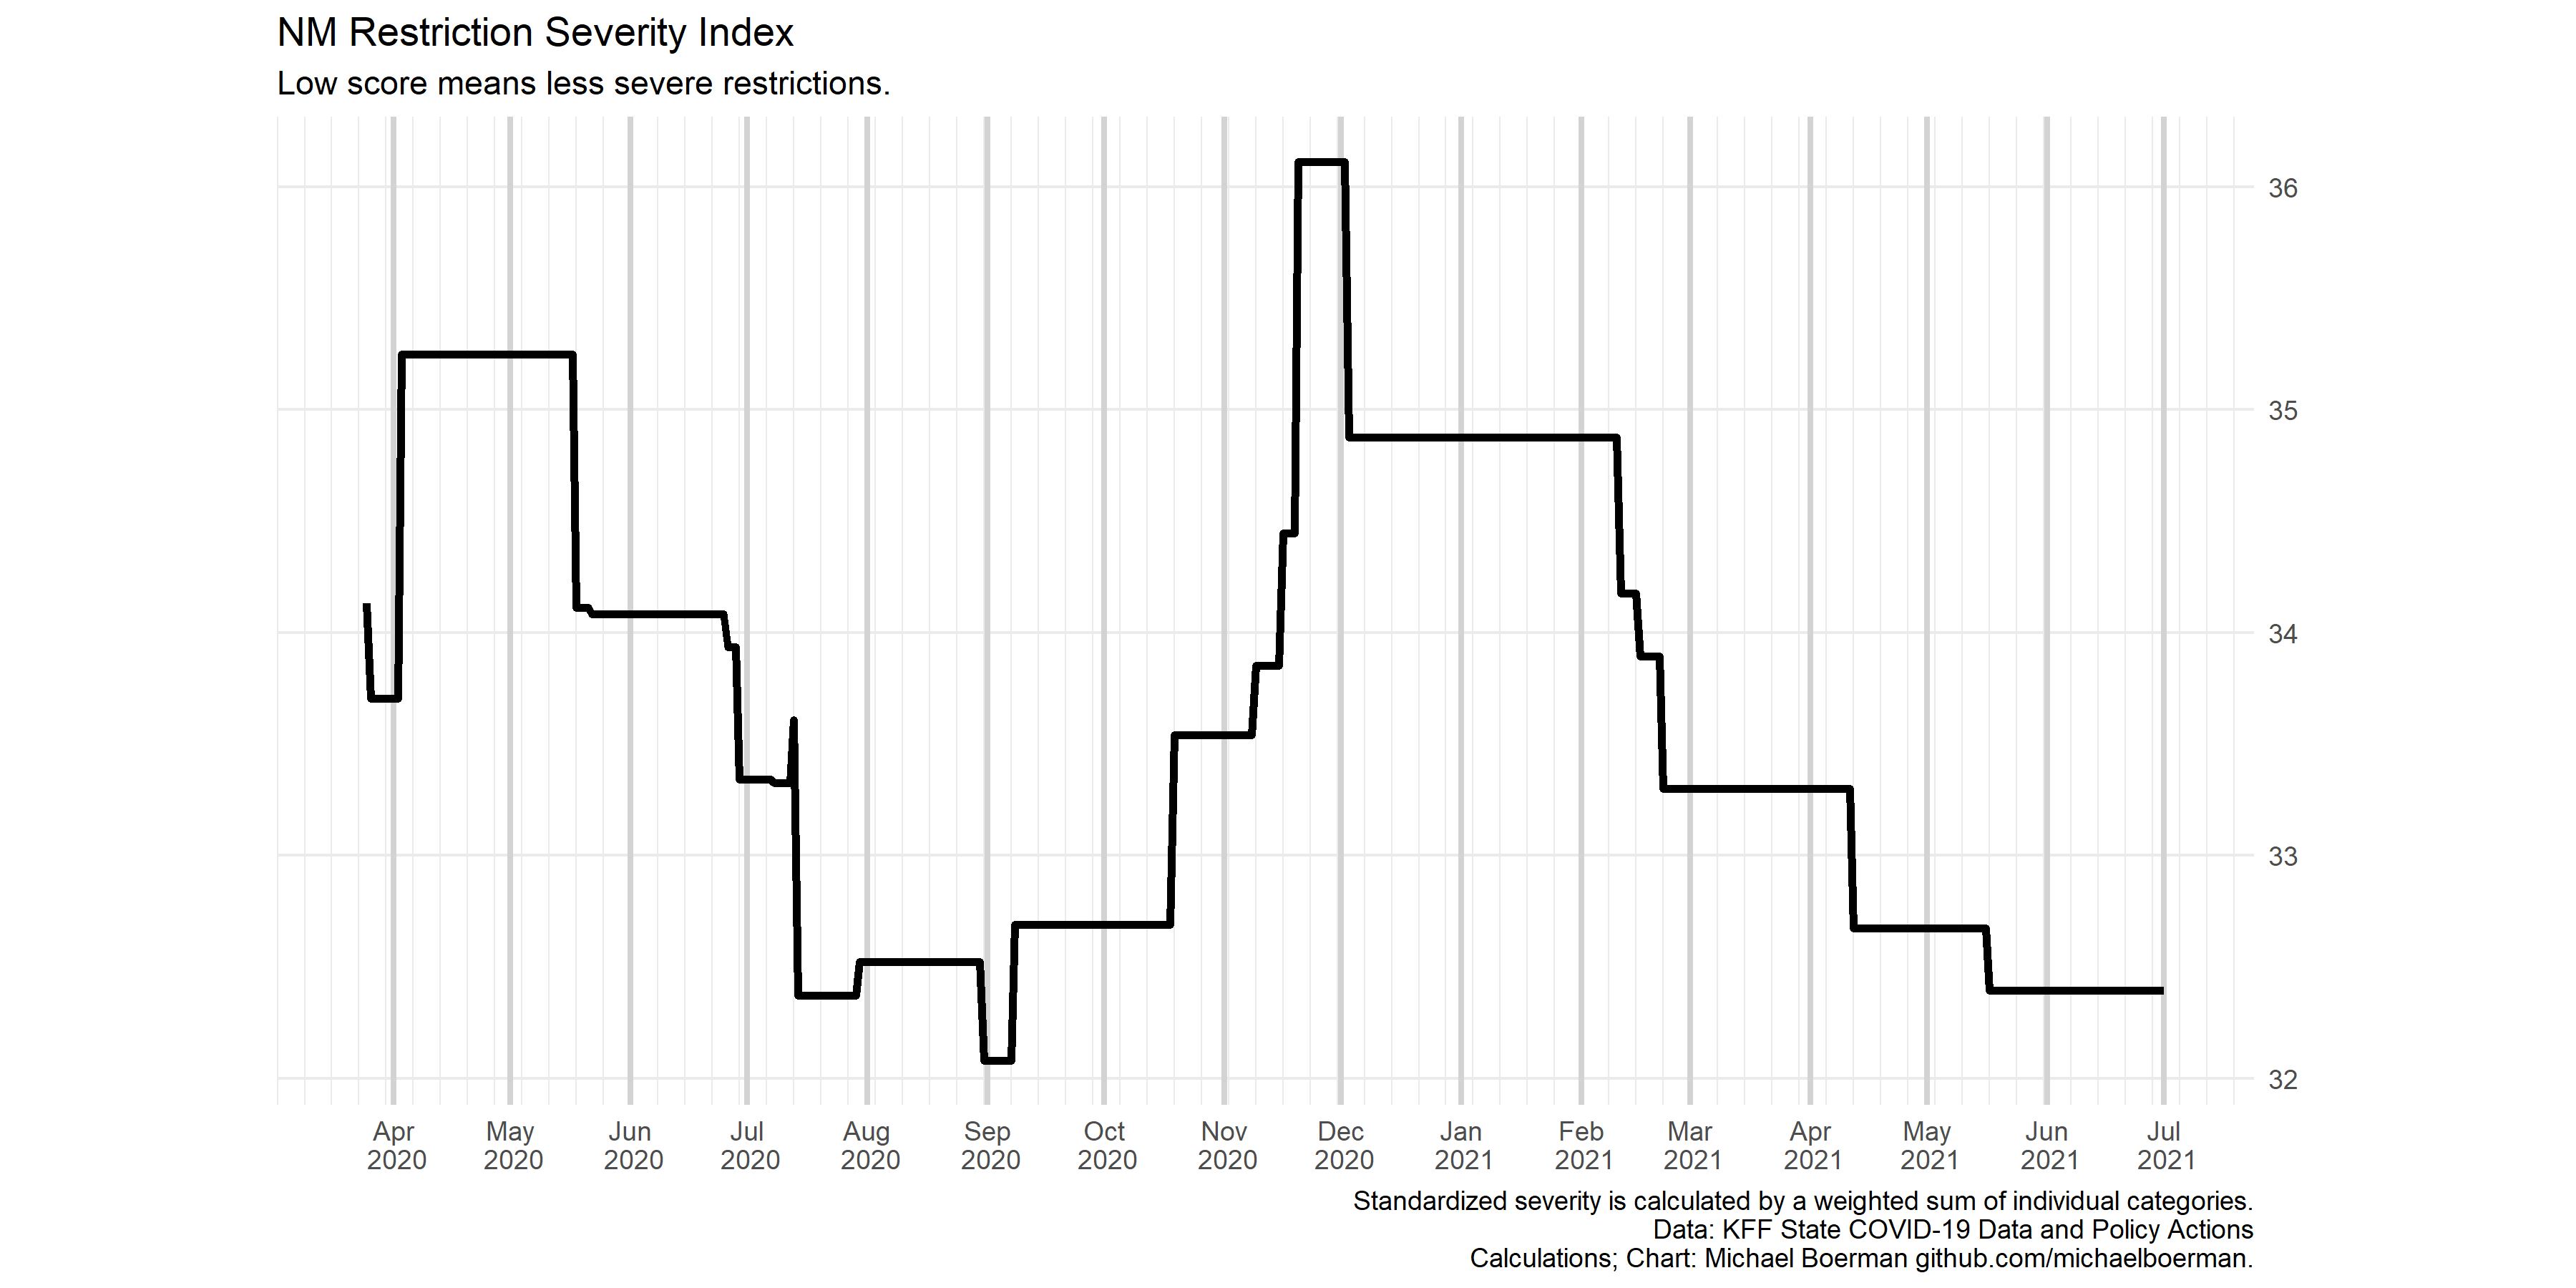 NM Restriction Severity Index
Low score means less severe restrictions.
36
35
34
33
32
Apr May Jun Jul Aug Sep Oct Nov Dec Jan Feb Mar Apr May Jun Jul
2020 2020 2020 2020 2020 2020 2020 2020 2020 2021 2021 2021 2021 2021 2021 2021
Standardized severity is calculated by a weighted sum of individual categories.
Data: KFF State COVID-19 Data and Policy Actions
Calculations; Chart: Michael Boerman github.com/michaelboerman.